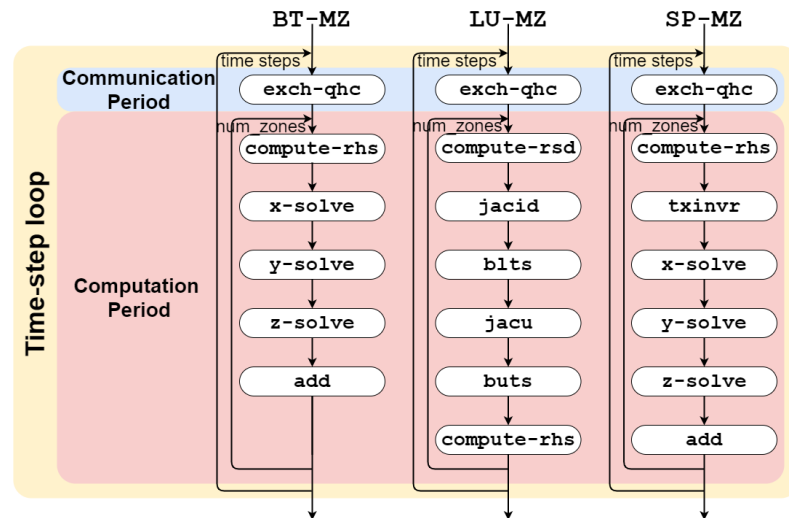 BT-MZ LU-MZ SP-MZ
time steps time steps time steps
Communication
Period
exch-qhc exch-qhc exch-qhc
num_zones num_zones num_zones
compute-rhs compute-rsd compute-rhs
x-solve jacid txinvr
y-solve blts x-solve
Computation
Period
z-solve jacu y-solve
add buts z-solve
compute-rhs add
Time-step loop